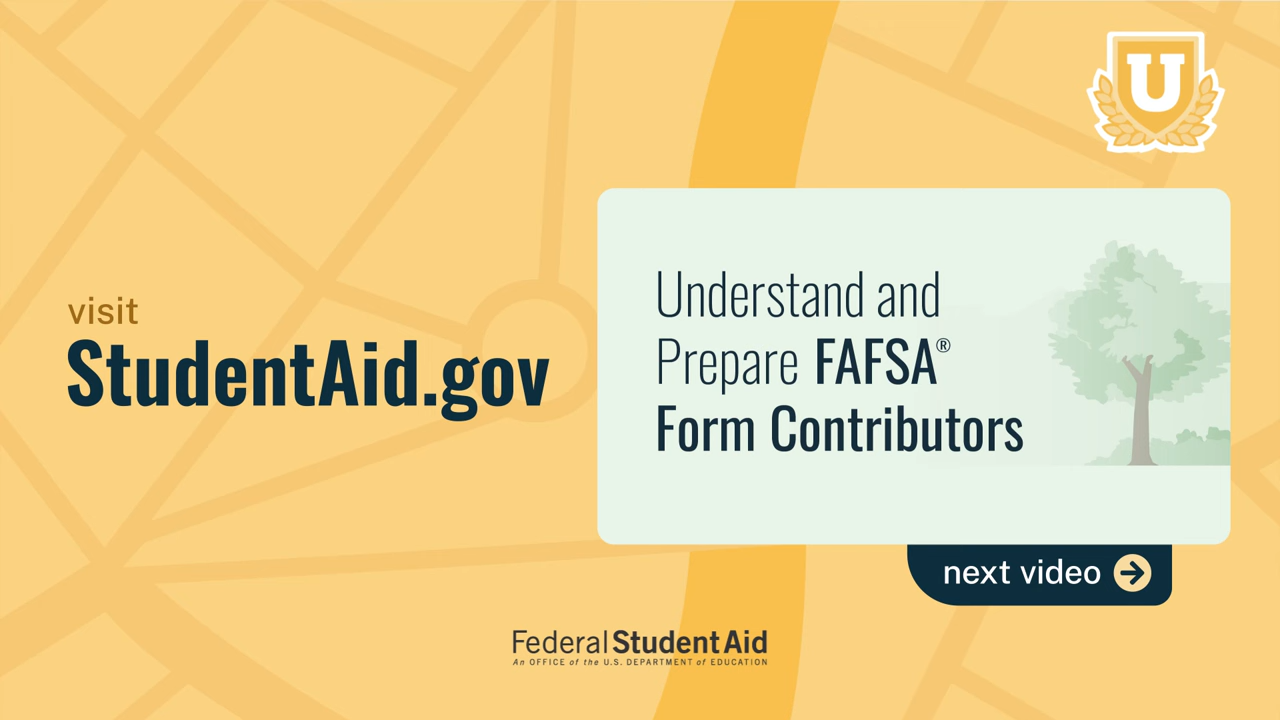 U
visit
StudentAid.gov
Understand and
Prepare FAFSA®
Form Contributors
next video
Federal Student Aid
An OFFICE of the U.S. DEPARTMENT of EDUCATION